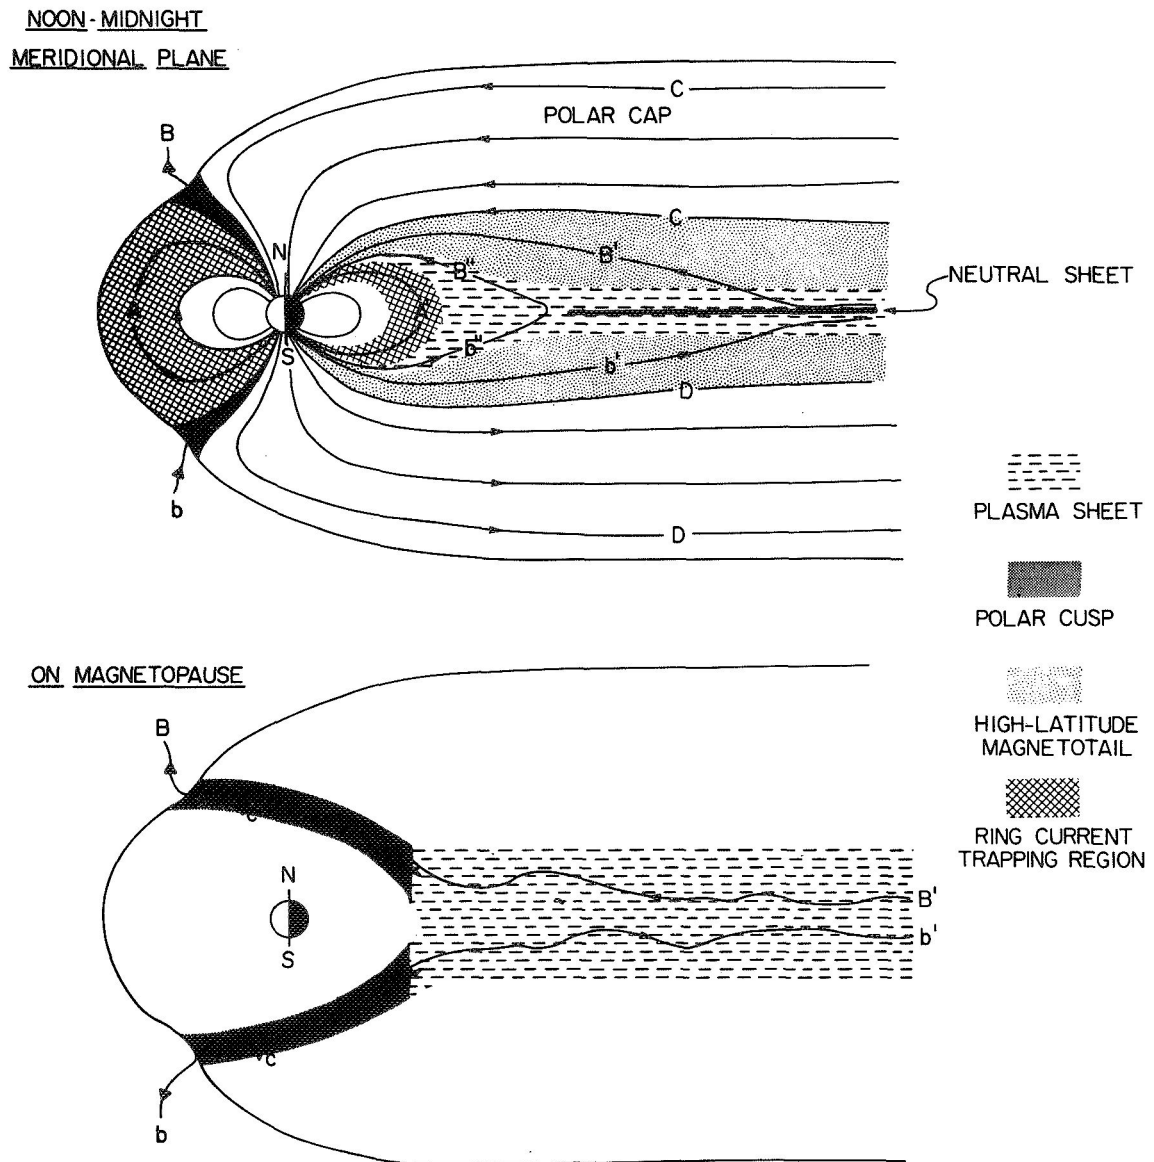 NOON-MIDNIGHT
MERIDIONAL PLANE
C
POLAR CAP
B
C
N
B'
B"
NEUTRAL SHEET
S
b"
b'
D
b
D
PLASMA SHEET
POLAR CUSP
ON MAGNETOPAUSE
HIGH-LATITUDE
MAGNETOTAIL
B
RING CURRENT
TRAPPING REGION
c
N
B'
b'
S
c
b